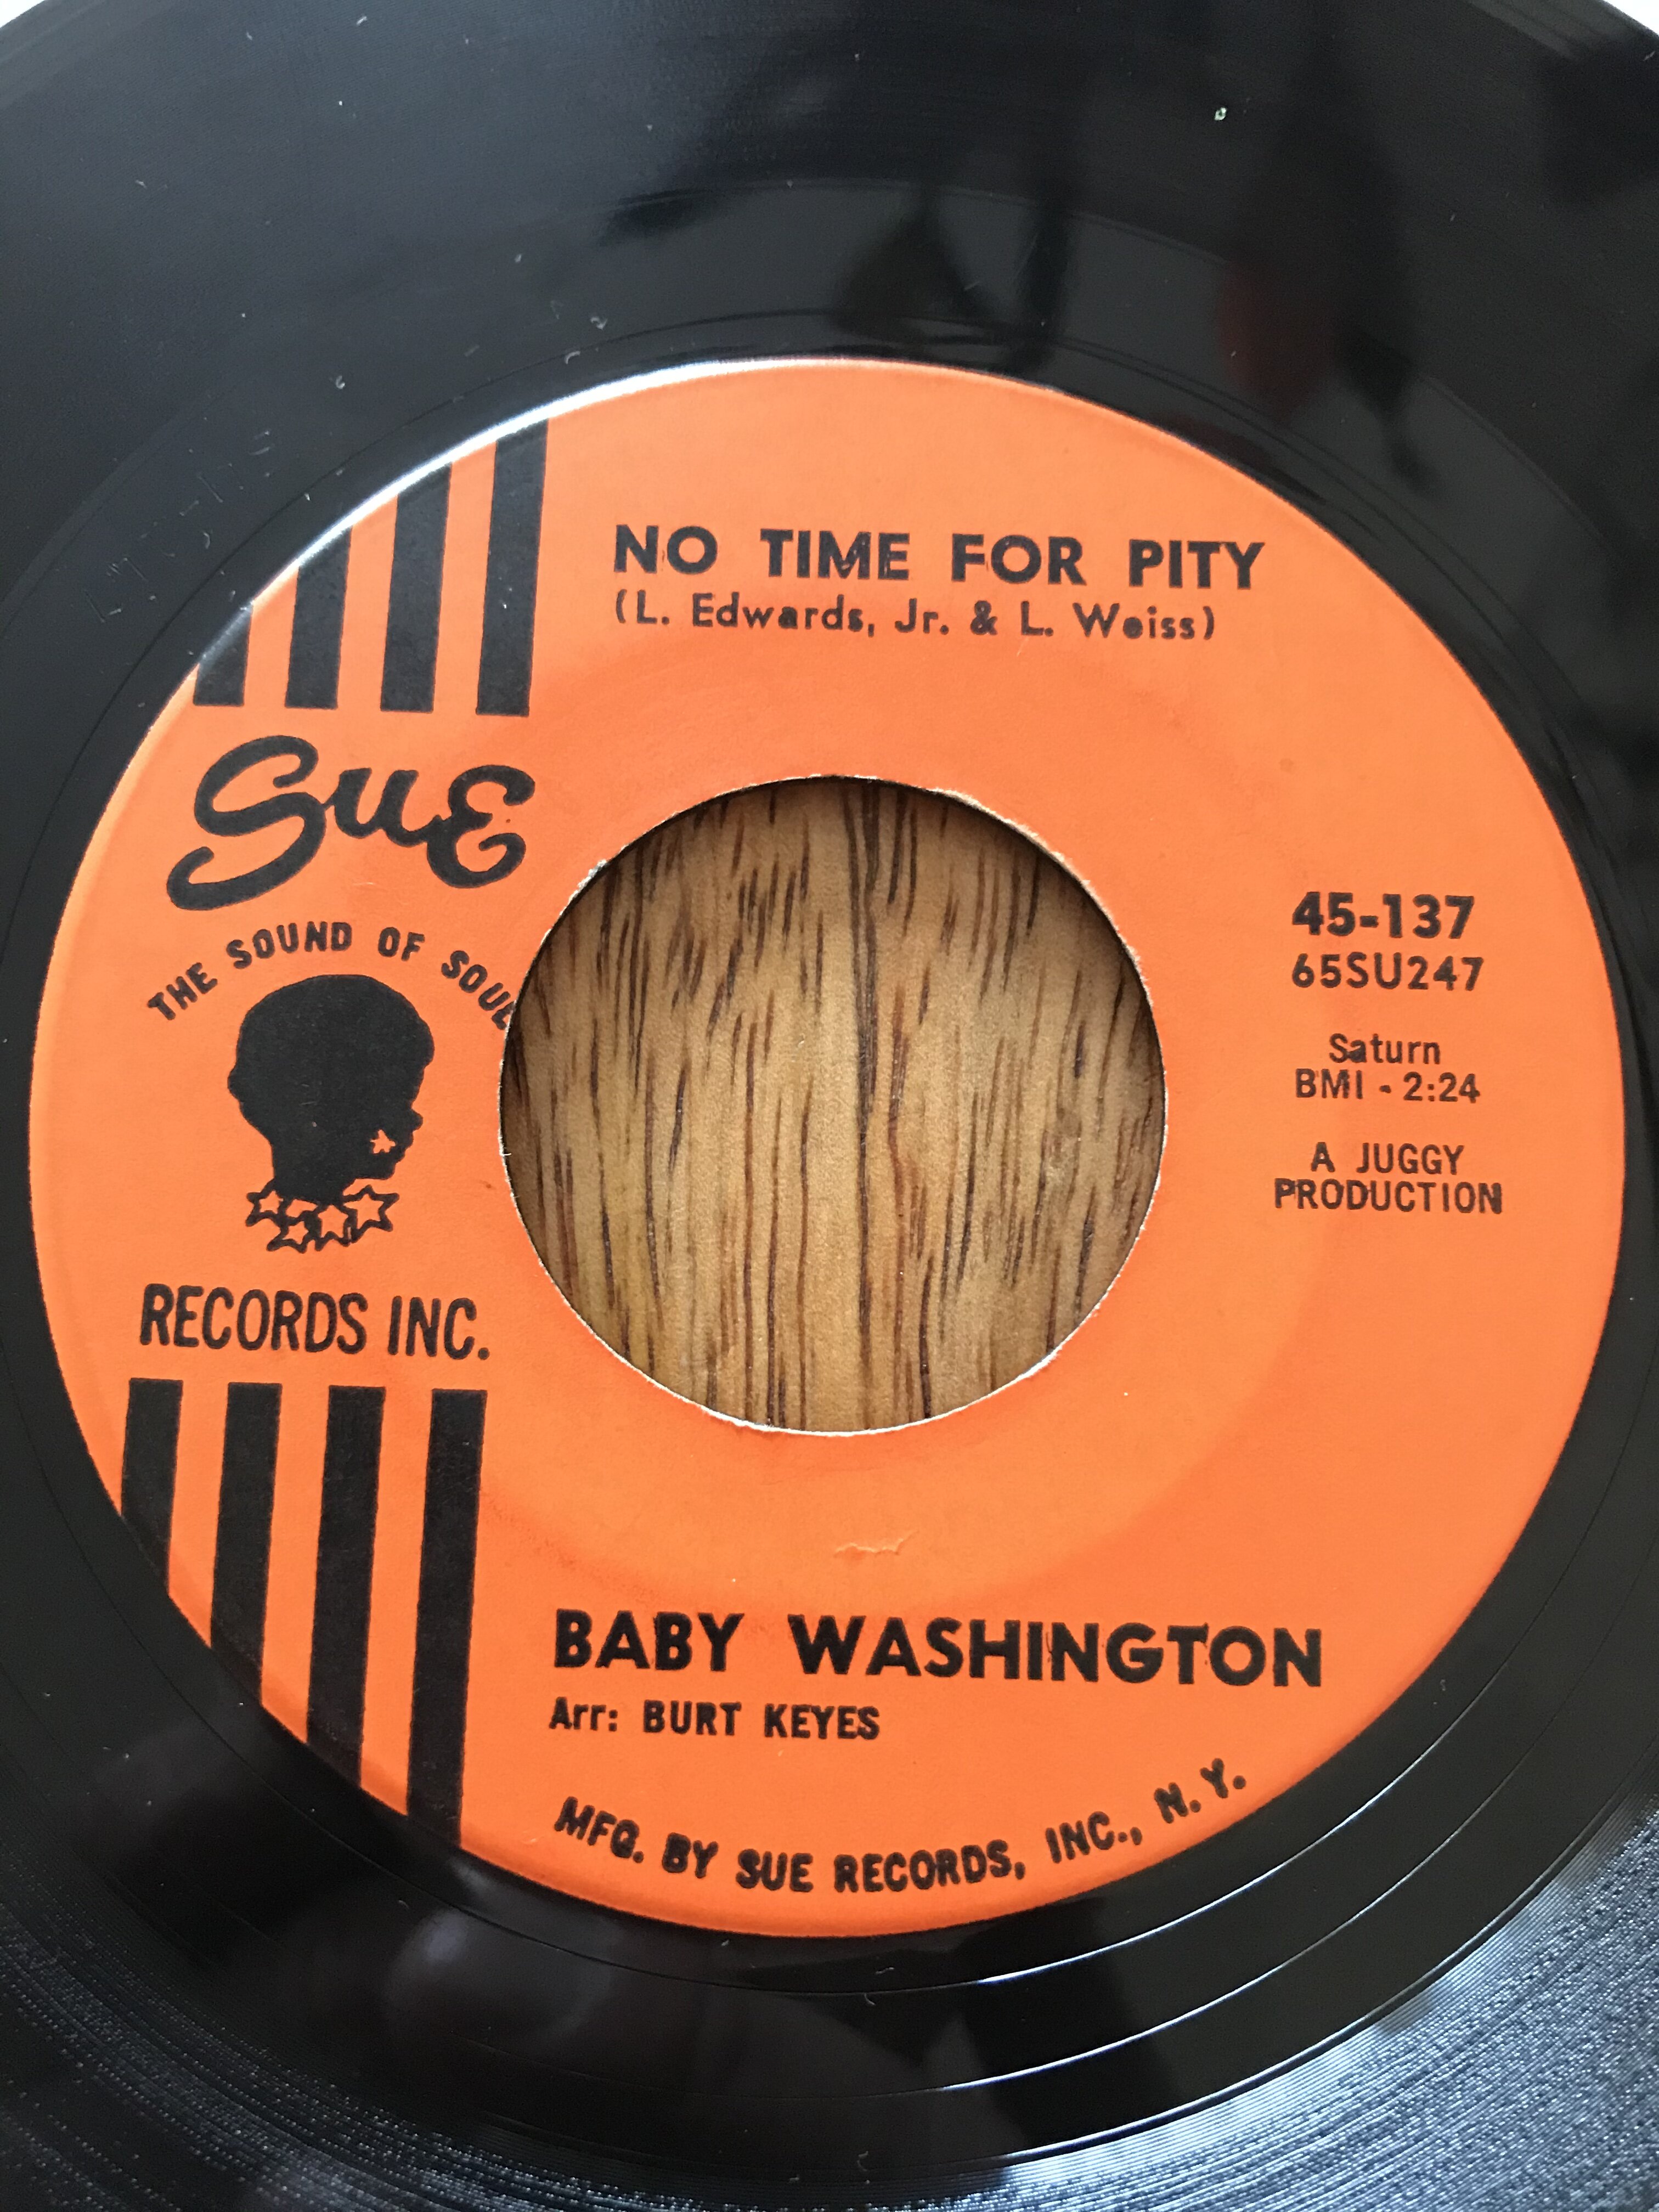 NO TIME FOR PITY
(L. Edwards, Jr. & L. Weiss)
SUE
THE SOUND OF SOUL
RECORDS INC.
45-137
65SU247
Saturn
BMI - 2:24
A JUGGY
PRODUCTION
BABY WASHINGTON
Arr: BURT KEYES
MFG. BY SUE RECORDS, INC., N. Y.